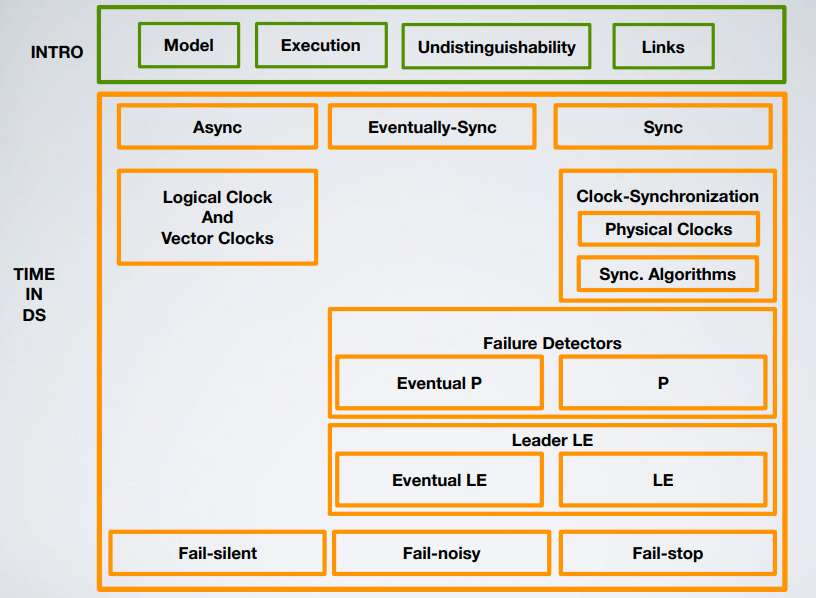 INTRO
Model
Execution
Undistinguishability
Links
Async
Eventually-Sync
Sync
Logical Clock
And
Vector Clocks
Clock-Synchronization
Physical Clocks
Sync. Algorithms
TIME
IN
DS
Failure Detectors
Eventual P
P
Leader LE
Eventual LE
LE
Fail-silent
Fail-noisy
Fail-stop